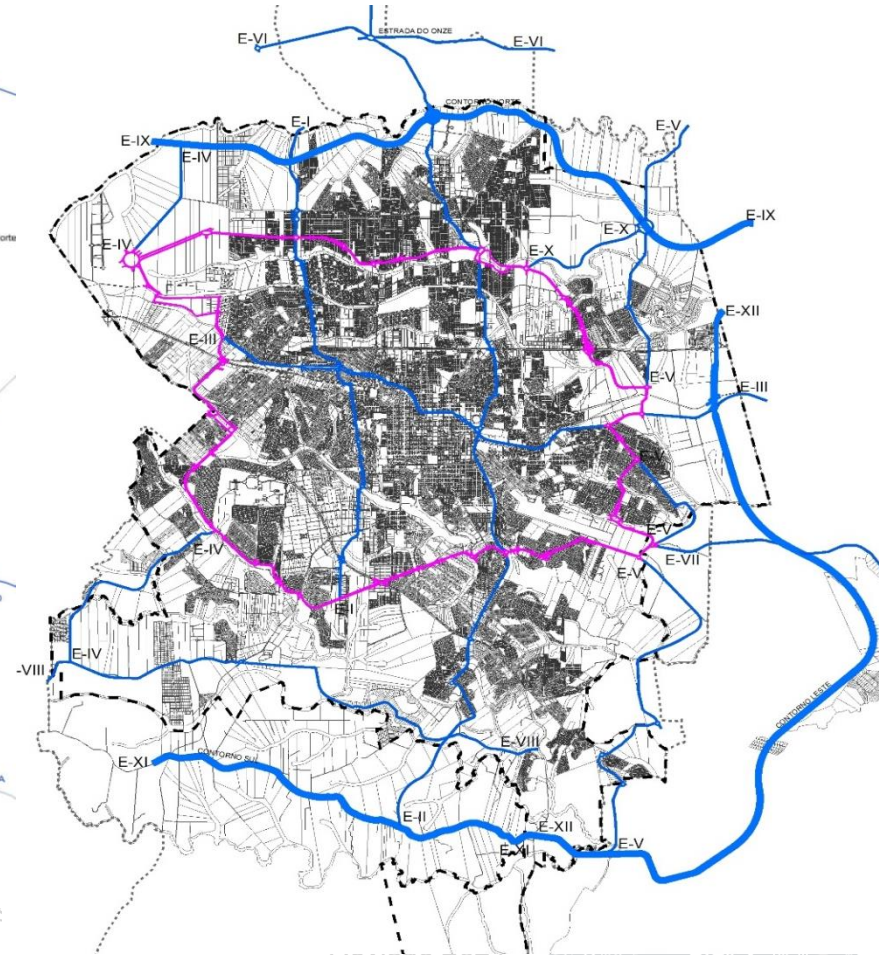 E-VI
ESTRADA DO ONZE
E-VI
CONTORNO NORTE
E-I
E-V
E-IX
E-IV
E-IX
E-X
E-X
E-IV
E-XII
E-III
E-V
E-III
E-V
E-IV
E-V
E-VII
E-V
E-IV
-VIII
CONTORNO LESTE
E-VIII
CONTORNO SUL
E-XI
E-II
E-XII
E-XI
E-V